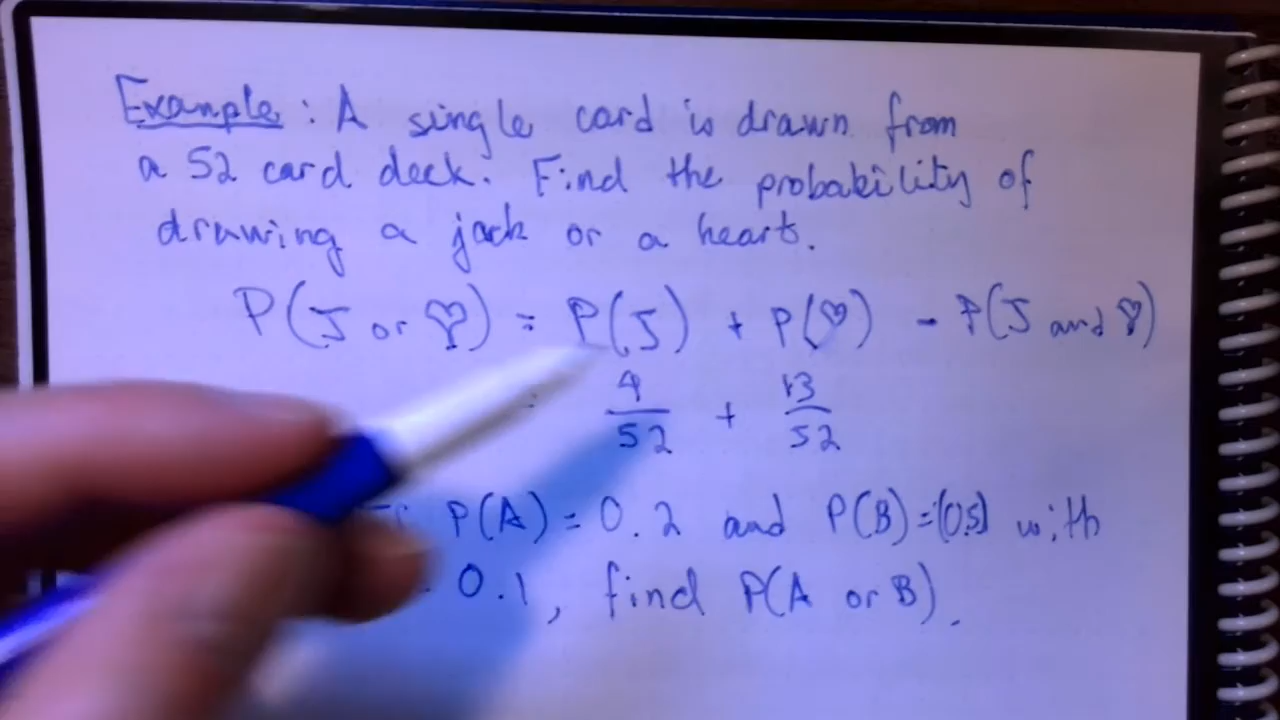 Example: A single card is drawn from
a 52 card deck. Find the probability of
drawing a jack or a heart.
P(J or ♡) = P(J) + P(♡) - P(J and ♡)
= 4/52 + 13/52
P(A) = 0.2 and P(B) = (0.5) with
0.1, find P(A or B).